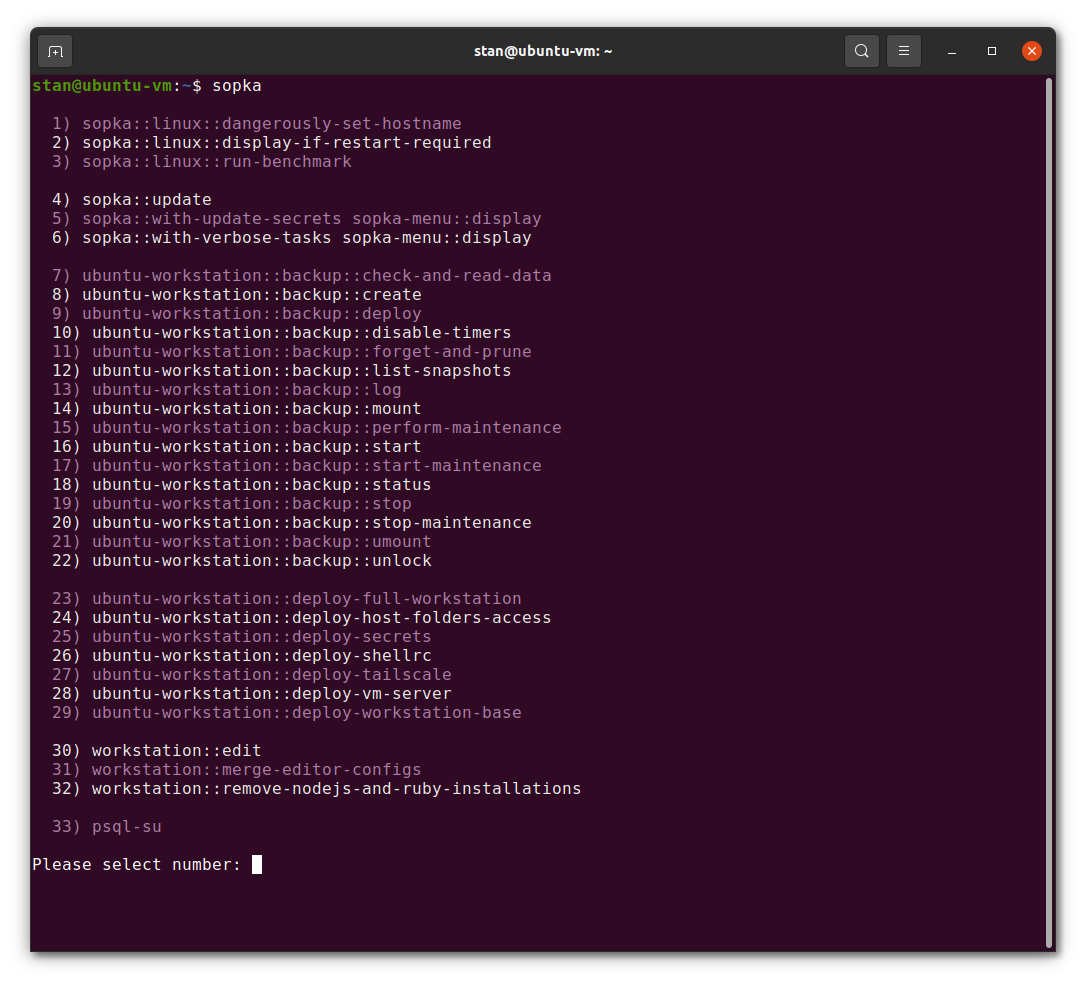 stan@ubuntu-vm: ~
stan@ubuntu-vm:~$ sopka
1) sopka::linux::dangerously-set-hostname
2) sopka::linux::display-if-restart-required
3) sopka::linux::run-benchmark
4) sopka::update
5) sopka::with-update-secrets sopka-menu::display
6) sopka::with-verbose-tasks sopka-menu::display
7) ubuntu-workstation::backup::check-and-read-data
8) ubuntu-workstation::backup::create
9) ubuntu-workstation::backup::deploy
10) ubuntu-workstation::backup::disable-timers
11) ubuntu-workstation::backup::forget-and-prune
12) ubuntu-workstation::backup::list-snapshots
13) ubuntu-workstation::backup::log
14) ubuntu-workstation::backup::mount
15) ubuntu-workstation::backup::perform-maintenance
16) ubuntu-workstation::backup::start
17) ubuntu-workstation::backup::start-maintenance
18) ubuntu-workstation::backup::status
19) ubuntu-workstation::backup::stop
20) ubuntu-workstation::backup::stop-maintenance
21) ubuntu-workstation::backup::umount
22) ubuntu-workstation::backup::unlock
23) ubuntu-workstation::deploy-full-workstation
24) ubuntu-workstation::deploy-host-folders-access
25) ubuntu-workstation::deploy-secrets
26) ubuntu-workstation::deploy-shellrc
27) ubuntu-workstation::deploy-tailscale
28) ubuntu-workstation::deploy-vm-server
29) ubuntu-workstation::deploy-workstation-base
30) workstation::edit
31) workstation::merge-editor-configs
32) workstation::remove-nodejs-and-ruby-installations
33) psql-su
Please select number: